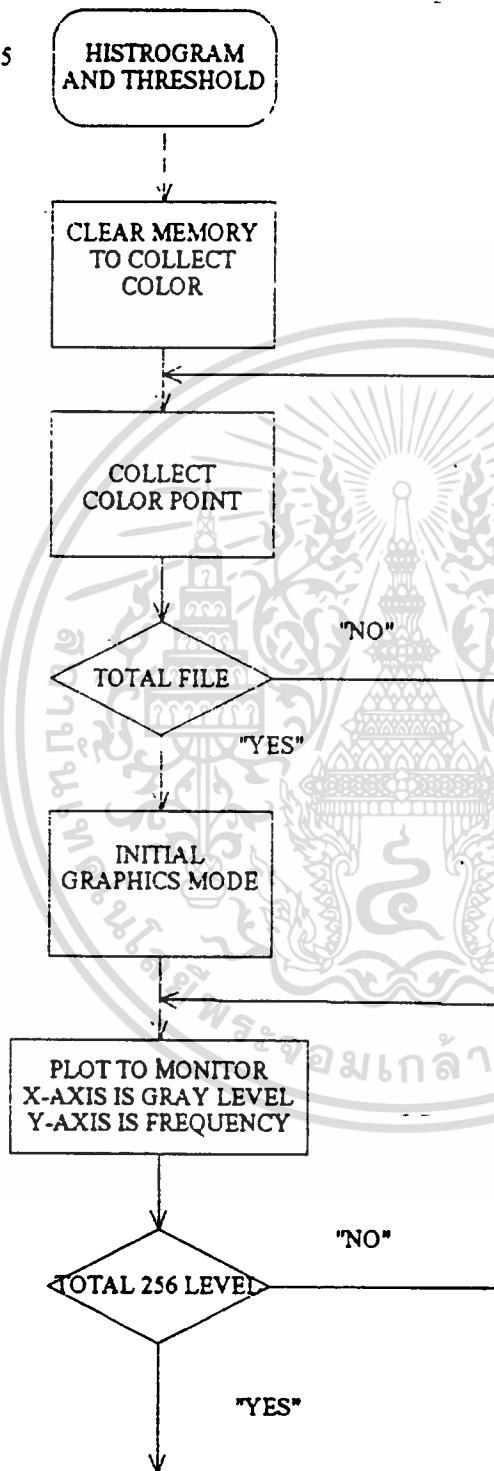 5
HISTROGRAM
AND THRESHOLD
CLEAR MEMORY
TO COLLECT
COLOR
COLLECT
COLOR POINT
"NO"
TOTAL FILE
"YES"
INITIAL
GRAPHICS MODE
PLOT TO MONITOR
X-AXIS IS GRAY LEVEL
Y-AXIS IS FREQUENCY
"NO"
TOTAL 256 LEVEL
"YES"